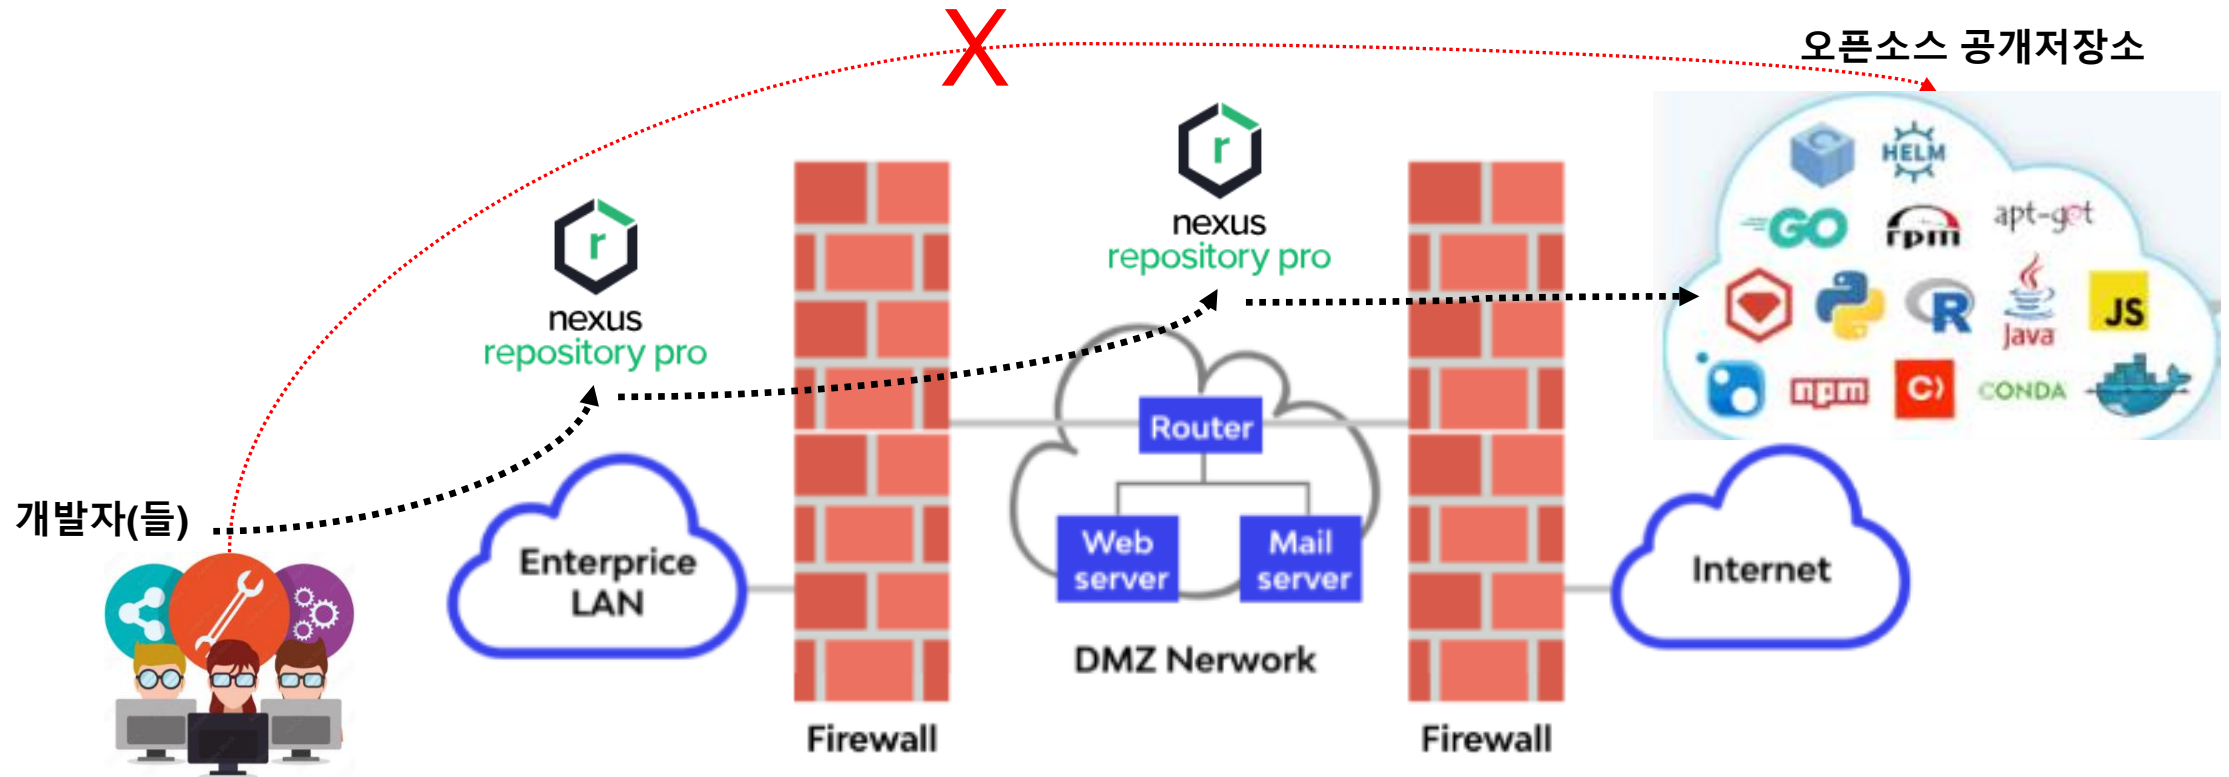 X
오픈소스 공개저장소
nexus
repository pro
nexus
repository pro
C
HELM
GO
rpm
apt-get
R
Java
JS
npm
C)
CONDA
개발자(들)
Enterprice
LAN
Router
Web
server
Mail
server
DMZ Nerwork
Internet
Firewall
Firewall